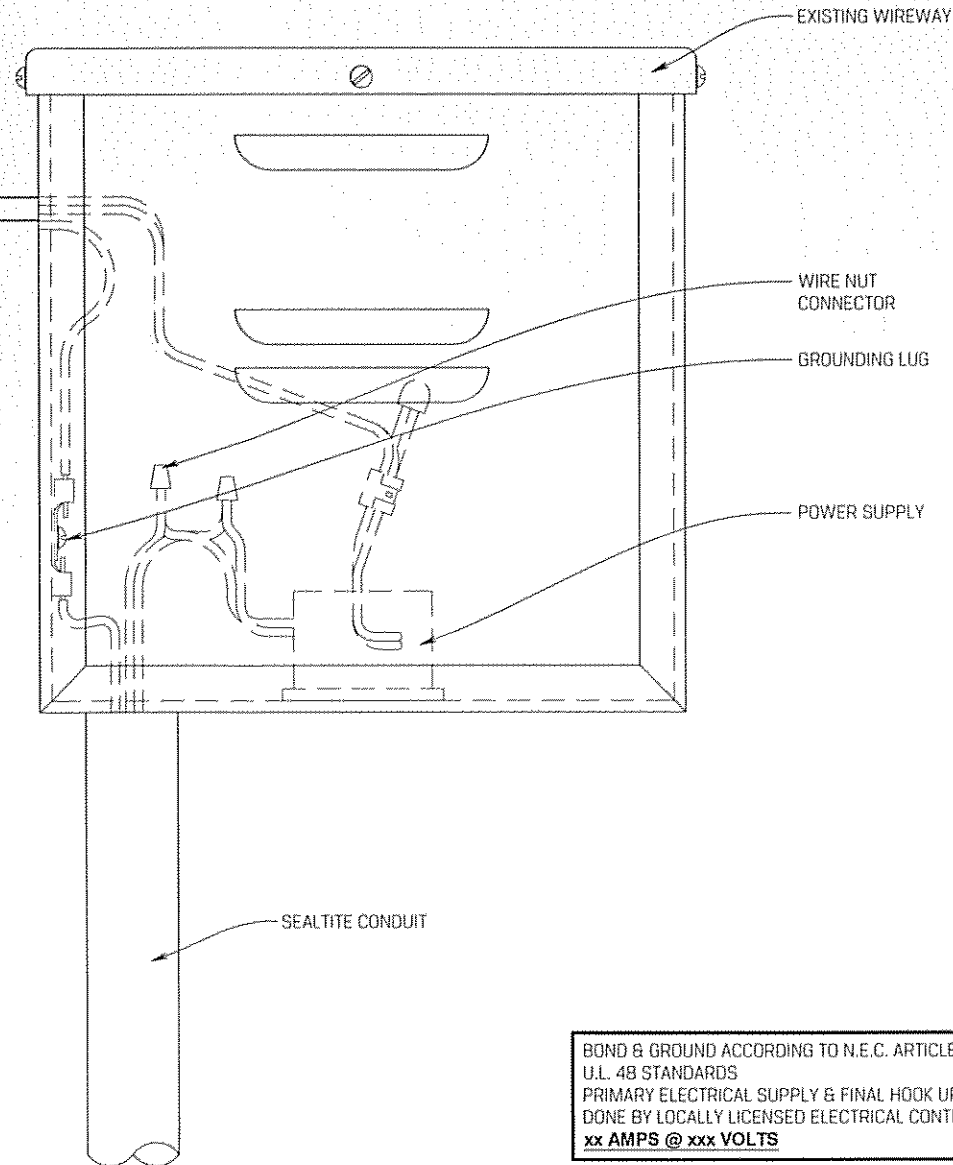 EXISTING WIREWAY
WIRE NUT
CONNECTOR
GROUNDING LUG
POWER SUPPLY
SEALTITE CONDUIT
BOND & GROUND ACCORDING TO N.E.C. ARTICLE
U.L. 48 STANDARDS
PRIMARY ELECTRICAL SUPPLY & FINAL HOOK UP
DONE BY LOCALLY LICENSED ELECTRICAL
xx AMPS @ xxx VOLTS